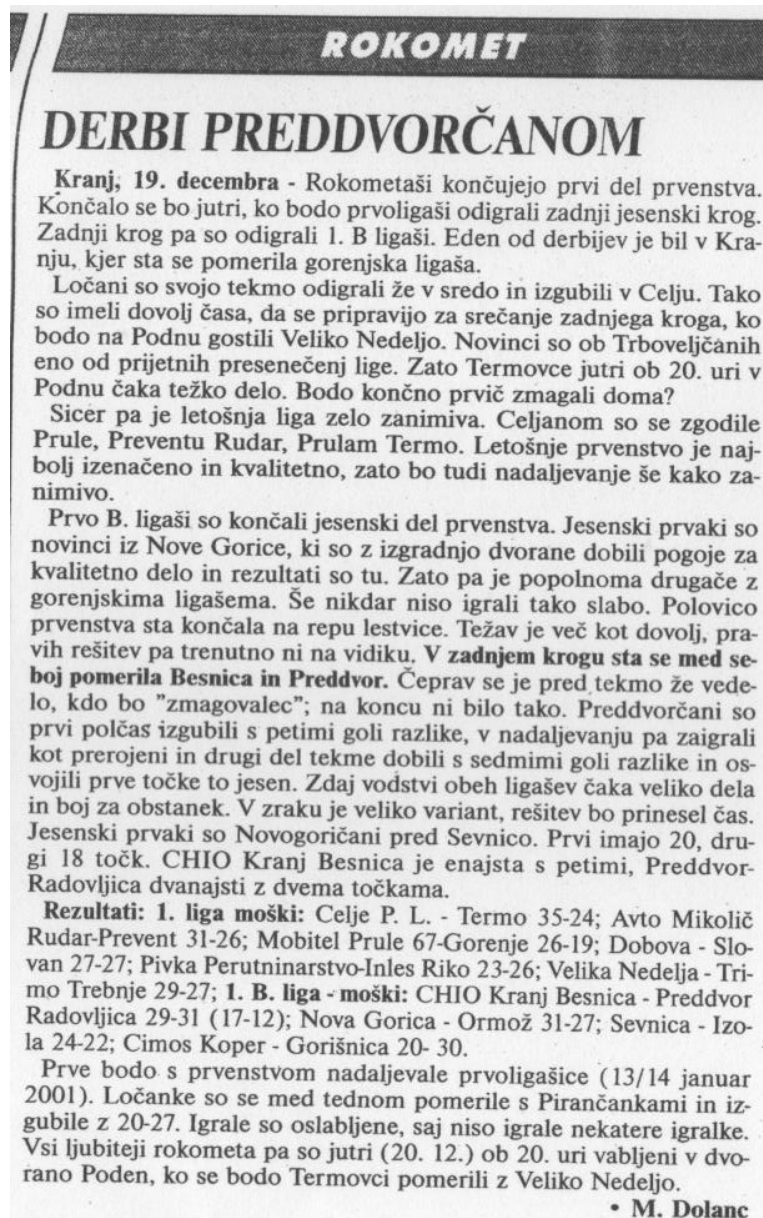 ROKOMET
DERBI PREDDVORČANOM
Kranj, 19. decembra - Rokometaši končujejo prvi del prvenstva.
Končalo se bo jutri, ko bodo prvoligaši odigrali zadnji jesenski krog.
Zadnji krog pa so odigrali 1. B ligaši. Eden od derbijev je bil v Kra-
nju, kjer sta se pomerila gorenjska ligaša.
Ločani so svojo tekmo odigrali že v sredo in izgubili v Celju. Tako
so imeli dovolj časa, da se pripravijo za srečanje zadnjega kroga, ko
bodo na Podnu gostili Veliko Nedeljo. Novinci so ob Trboveljčanih
eno od prijetnih presenečenj lige. Zato Termovce jutri ob 20. uri v
Podnu čaka težko delo. Bodo končno prvič zmagali doma?
Sicer pa je letošnja liga zelo zanimiva. Celjanom so se zgodile
Prule, Preventu Rudar, Prulam Termo. Letošnje prvenstvo je naj-
bolj izenačeno in kvalitetno, zato bo tudi nadaljevanje še kako za-
nimivo.
Prvo B. ligaši so končali jesenski del prvenstva. Jesenski prvaki so
novinci iz Nove Gorice, ki so z izgradnjo dvorane dobili pogoje za
kvalitetno delo in rezultati so tu. Zato pa je popolnoma drugače z
gorenjskima ligašema. Še nikdar niso igrali tako slabo. Polovico
prvenstva sta končala na repu lestvice. Težav je več kot dovolj, pra-
vih rešitev pa trenutno ni na vidiku. V zadnjem krogu sta se med se-
boj pomerila Besnica in Preddvor. Čeprav se je pred tekmo že vede-
lo, kdo bo "zmagovalec"; na koncu ni bilo tako. Preddvorčani so
prvi polčas izgubili s petimi goli razlike, v nadaljevanju pa zaigrali
kot prerojeni in drugi del tekme dobili s sedmimi goli razlike in os-
vojili prve točke to jesen. Zdaj vodstvi obeh ligašev čaka veliko dela
in boj za obstanek. V zraku je veliko variant, rešitev bo prinesel čas.
Jesenski prvaki so Novogoričani pred Sevnico. Prvi imajo 20, dru-
gi 18 točk. CHIO Kranj Besnica je enajsta s petimi, Preddvor-
Radovljica dvanajsti z dvema točkama.
Rezultati: 1. liga moški: Celje P. L. - Termo 35-24; Avto Mikolič
Rudar-Prevent 31-26; Mobitel Prule 67-Gorenje 26-19; Dobova - Slo-
van 27-27; Pivka Perutninarstvo-Inles Riko 23-26; Velika Nedelja - Tri-
mo Trebnje 29-27; 1. B. liga - moški: CHIO Kranj Besnica - Preddvor
Radovljica 29-31 (17-12); Nova Gorica - Ormož 31-27; Sevnica - Izo-
la 24-22; Cimos Koper - Gorišnica 20- 30.
Prve bodo s prvenstvom nadaljevale prvoligašice (13/14 januar
2001). Ločanke so se med tednom pomerile s Pirančankami in iz-
gubile z 20-27. Igrale so oslabljene, saj niso igrale nekatere igralke.
Vsi ljubiteji rokometa pa so jutri (20. 12.) ob 20. uri vabljeni v dvo-
rano Poden, ko se bodo Termovci pomerili z Veliko Nedeljo.
• M. Dolanc